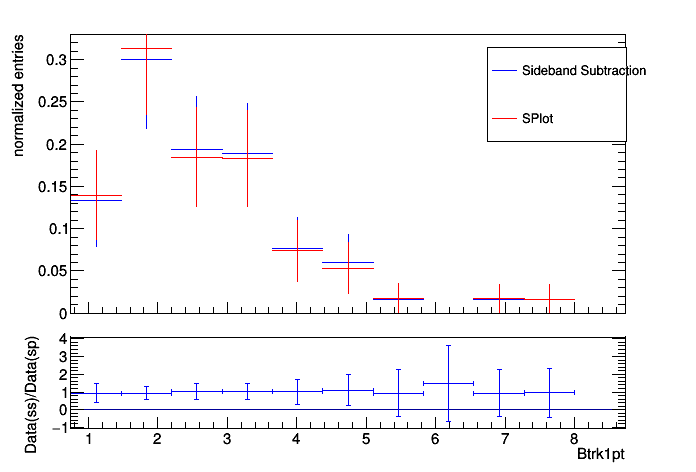 normalized entries
0.3
0.25
0.2
0.15
0.1
0.05
0
Sideband Subtraction
SPlot
Data(ss)/Data(sp)
4
3
2
1
0
−1
1 2 3 4 5 6 7 8
Btrk1pt